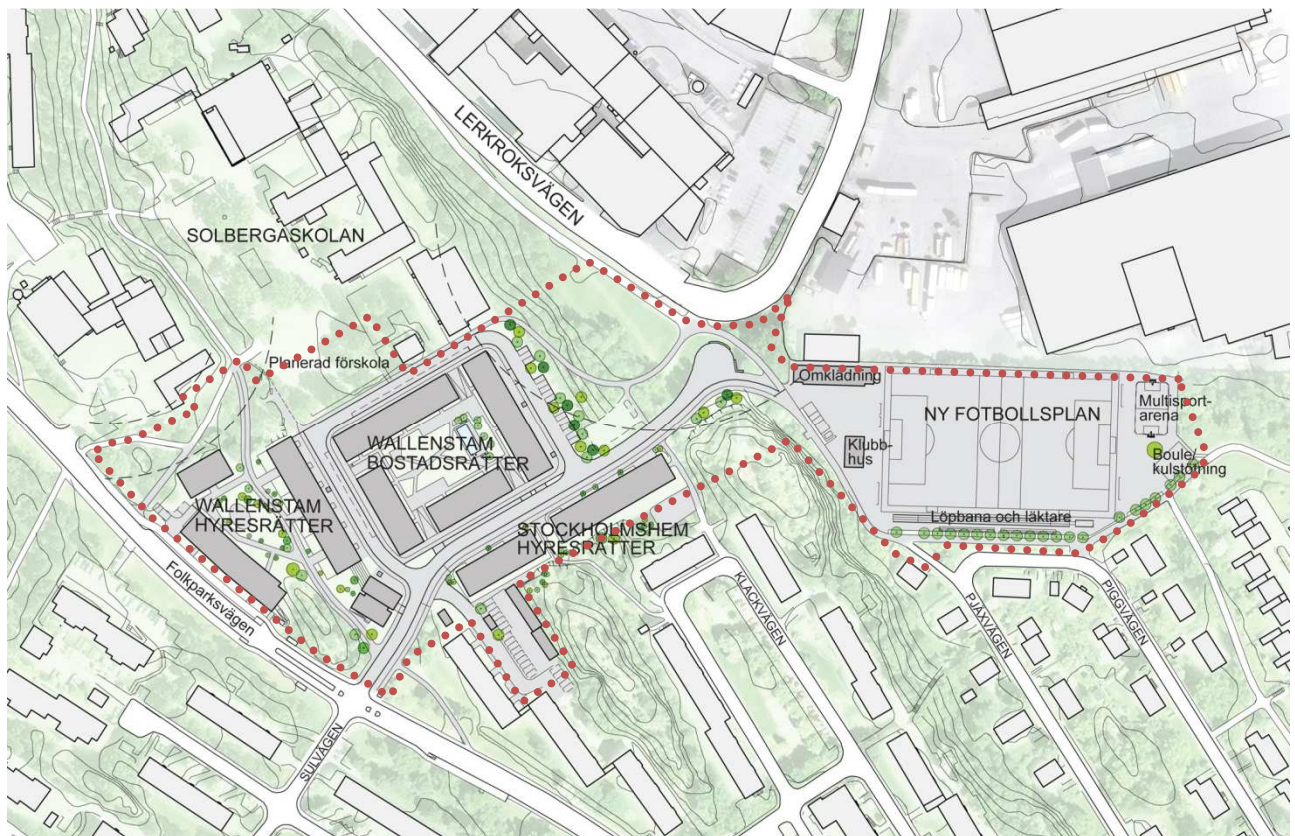 LERKROKSVÄGEN
SOLBERGASKOLAN
Planerad förskola
Omklädning
NY FOTBOLLSPLAN
Multisport-
arena
Klubb-
hus
Boule/
kulstötning
WALLENSTAM
BOSTADSRÄTTER
WALLENSTAM
HYRESRÄTTER
Löpbana och läktare
STOCKHOLMSHEM
HYRESRÄTTER
Folkparksvägen
KLACKVÄGEN
PJÄXVÄGEN
PIGGVÄGEN
SULVÄGEN